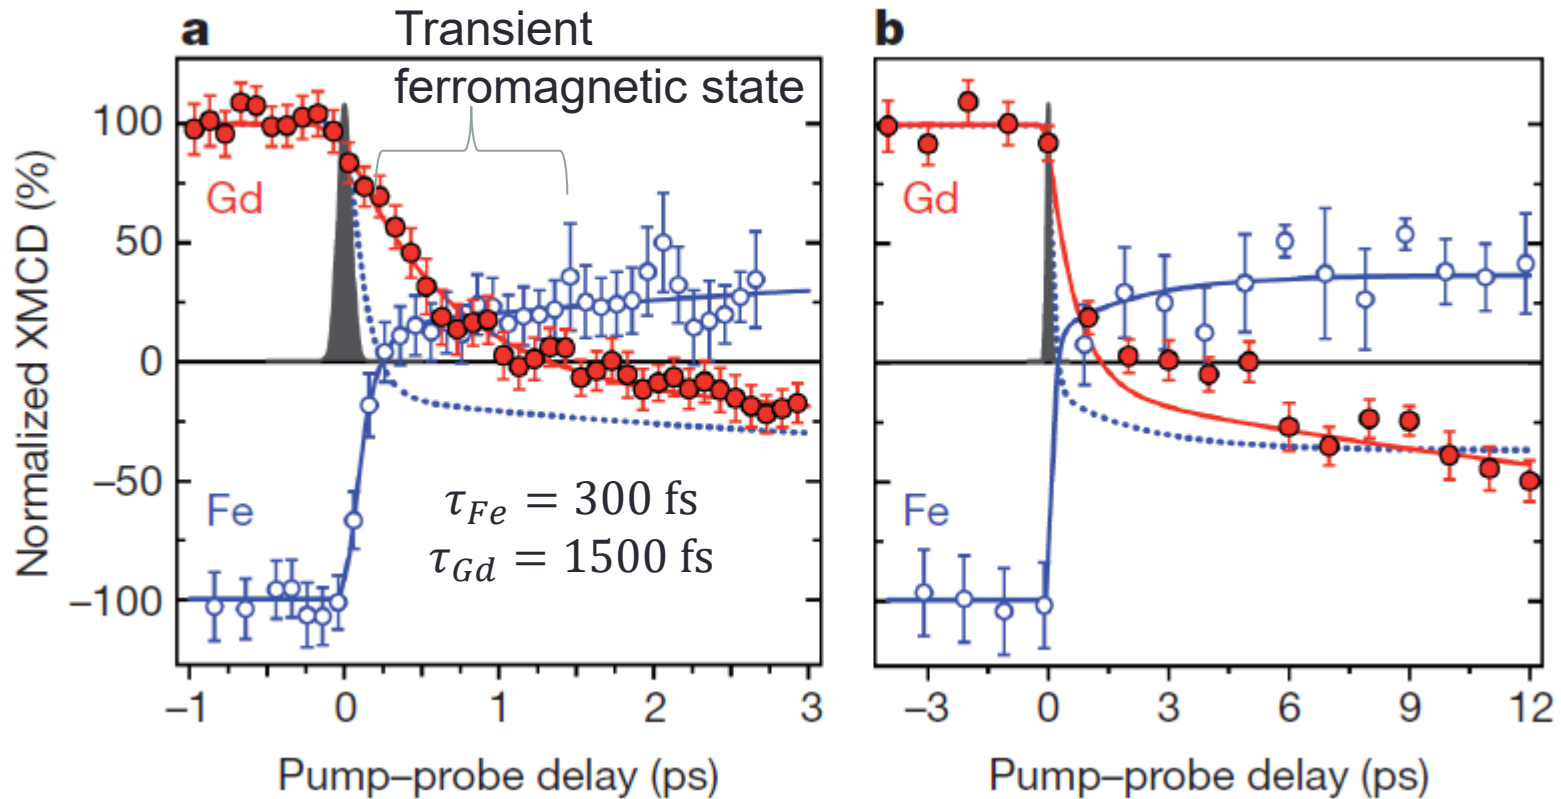 a
Transient
ferromagnetic state
b
Normalized XMCD (%)
100
50
0
−50
−100
Gd
Fe
τ_Fe = 300 fs
τ_Gd = 1500 fs
−1 0 1 2 3
Pump–probe delay (ps)
Gd
Fe
−3 0 3 6 9 12
Pump–probe delay (ps)